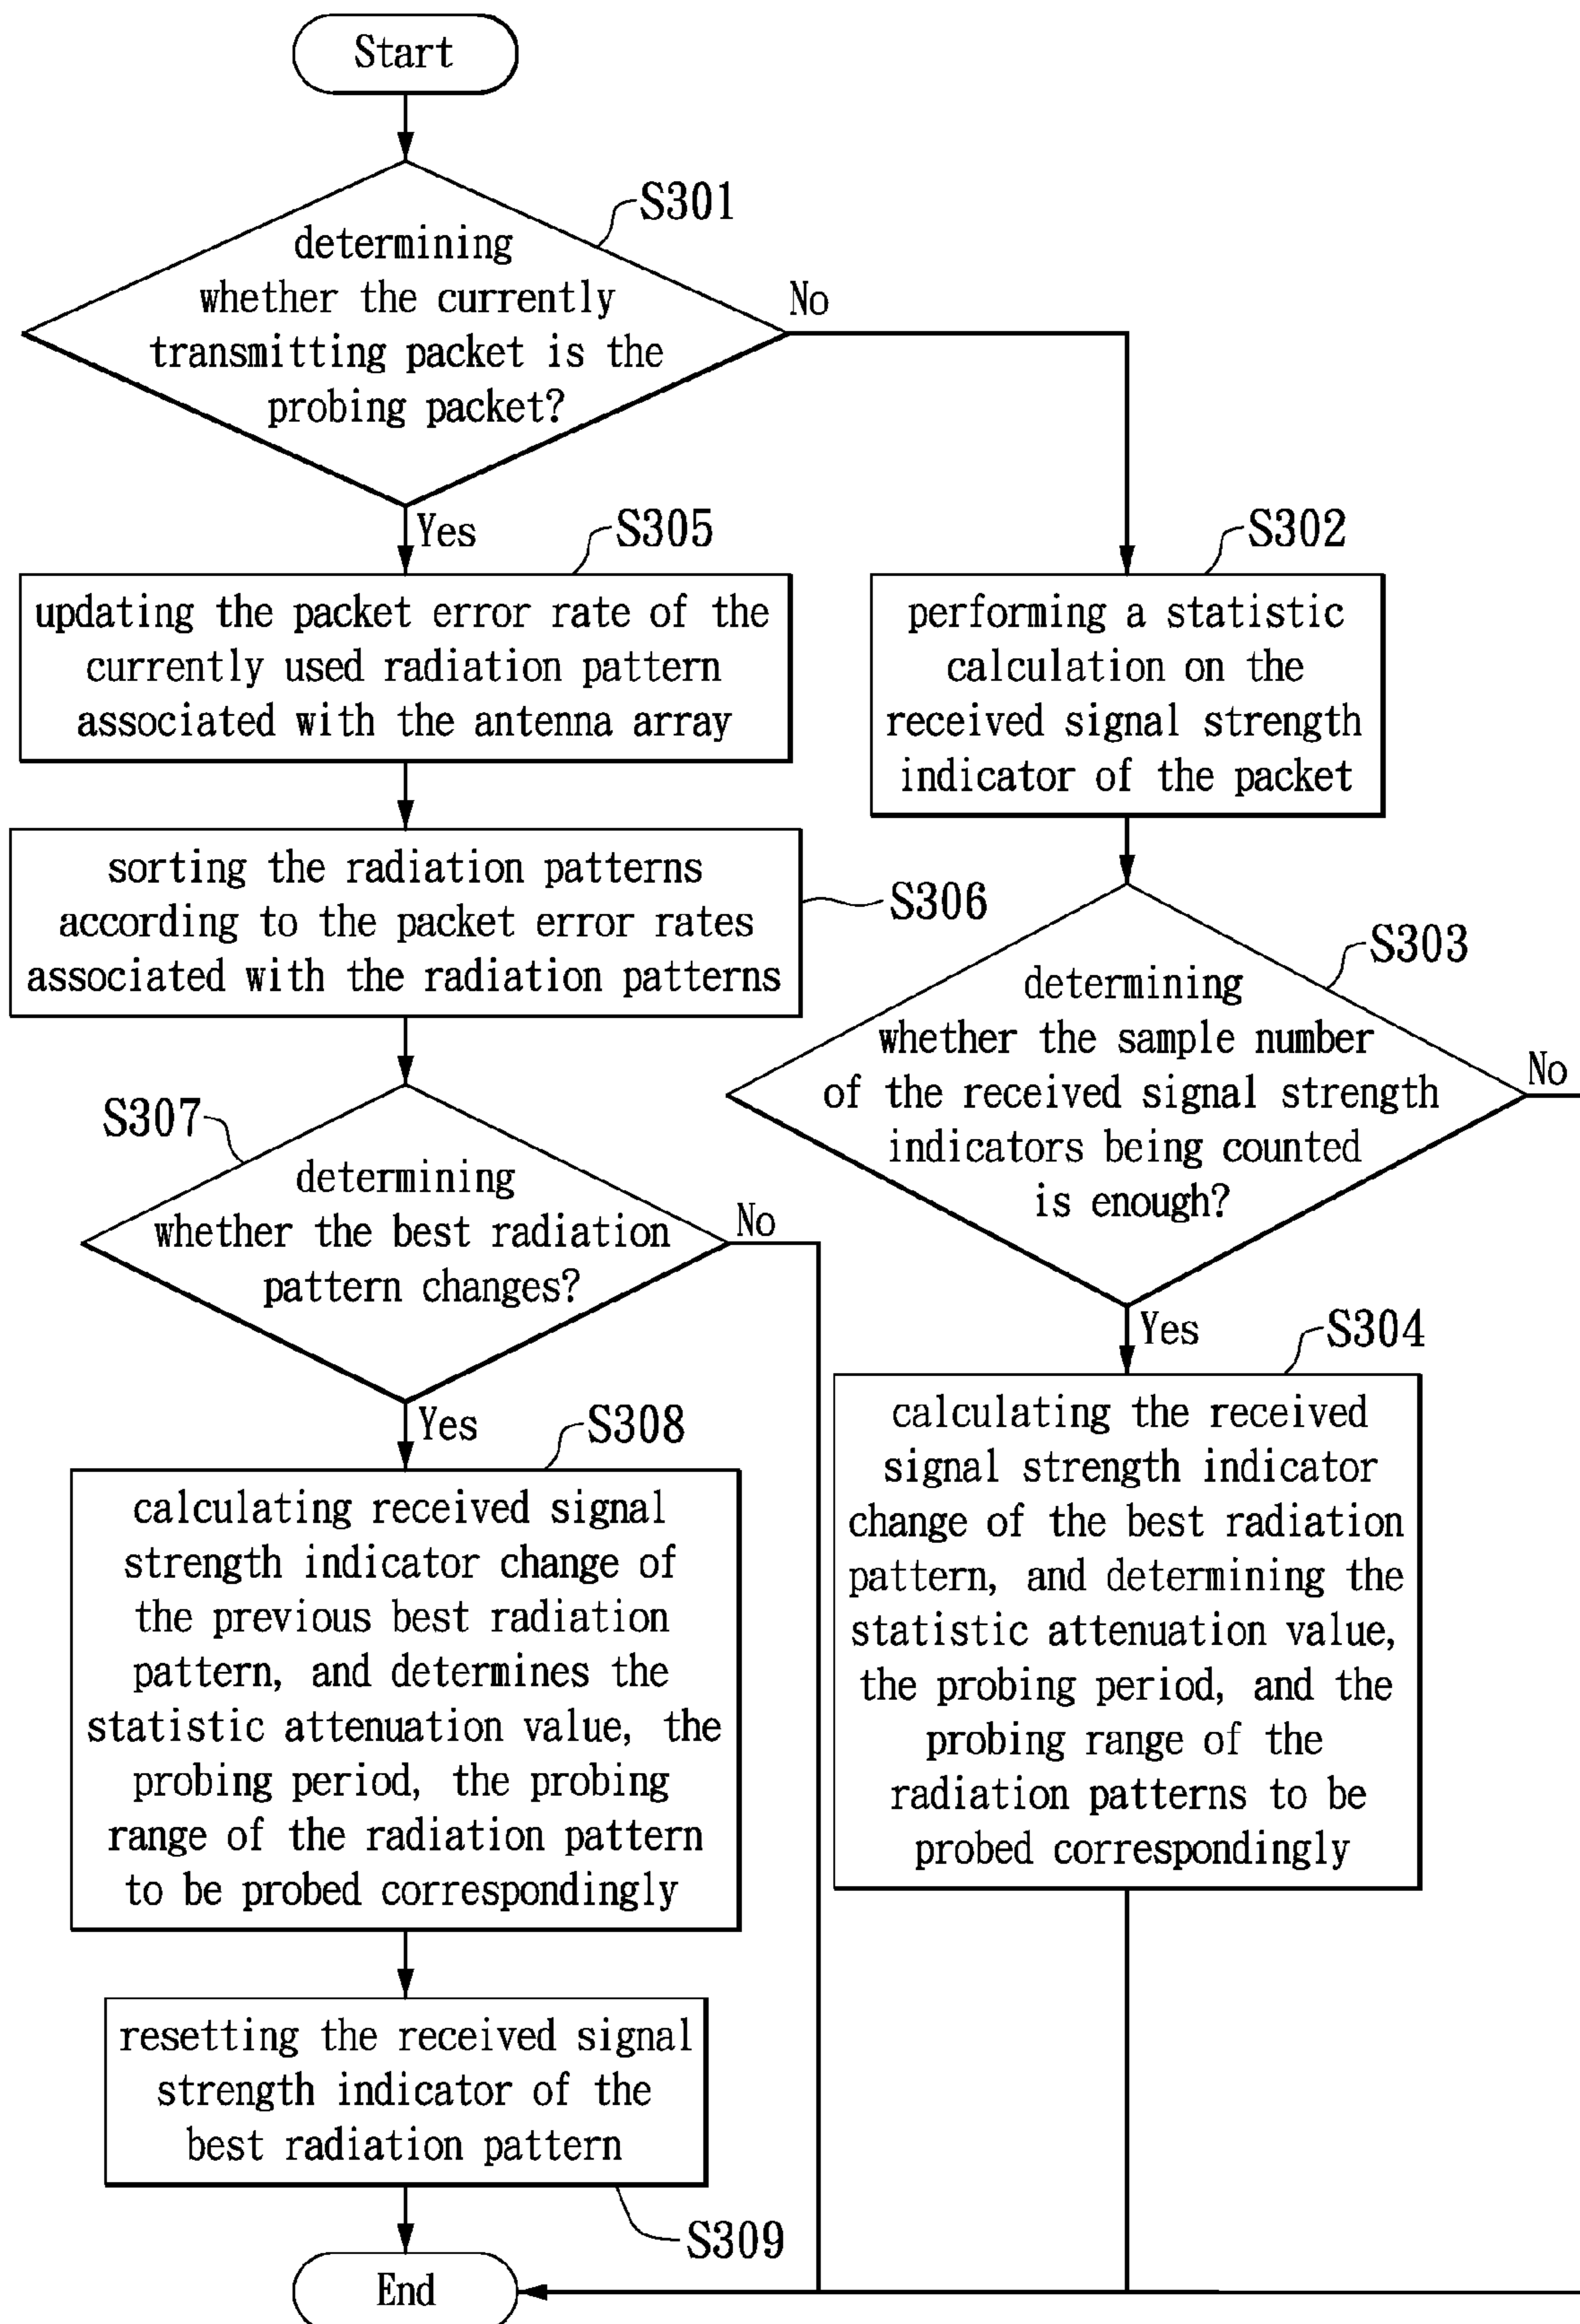 Start
S301
determining
whether the currently
transmitting packet is the
probing packet?
No
Yes
S305
updating the packet error rate of the
currently used radiation pattern
associated with the antenna array
S302
performing a statistic
calculation on the
received signal strength
indicator of the packet
sorting the radiation patterns
according to the packet error rates
associated with the radiation patterns
S306
S303
determining
whether the sample number
of the received signal strength
indicators being counted
is enough?
No
Yes
S307
determining
whether the best radiation
pattern changes?
No
Yes
S304
calculating the received
signal strength indicator
change of the best radiation
pattern, and determining the
statistic attenuation value,
the probing period, and the
probing range of the
radiation patterns to be
probed correspondingly
S308
calculating received signal
strength indicator change of
the previous best radiation
pattern, and determines the
statistic attenuation value, the
probing period, the probing
range of the radiation pattern
to be probed correspondingly
resetting the received signal
strength indicator of the
best radiation pattern
S309
End